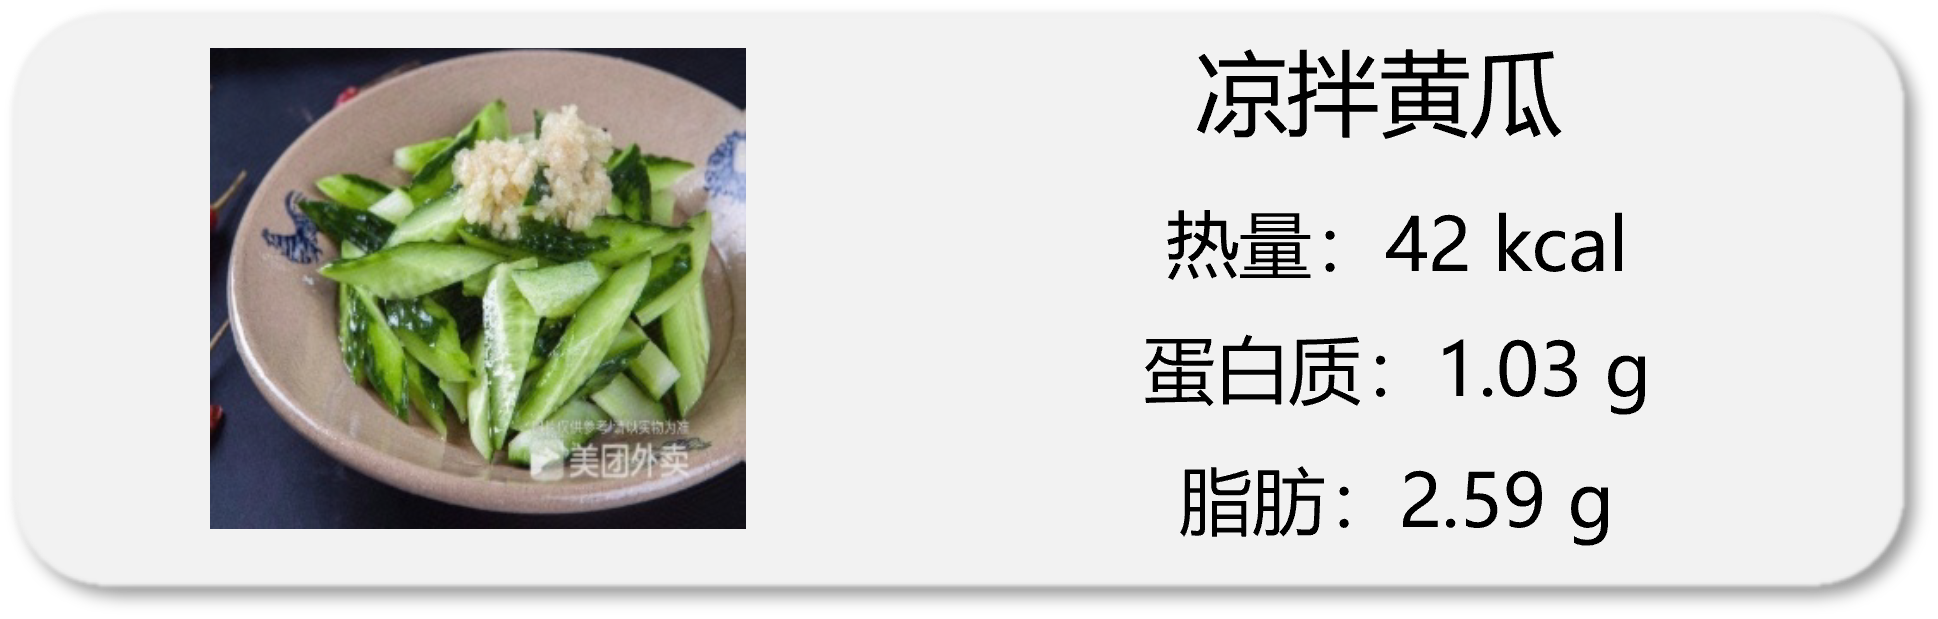 凉拌黄瓜
热量：42 kcal
蛋白质：1.03 g
脂肪：2.59 g
图片仅供参考 请以实物为准
美团外卖